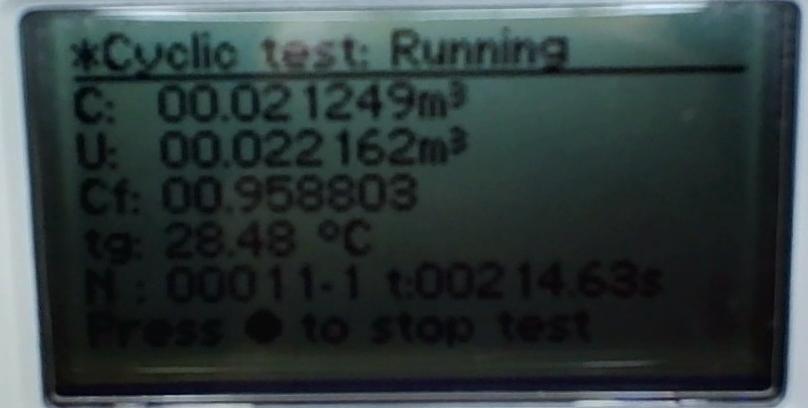 *Cyclic test: Running
C: 00.021249m³
U: 00.022162m³
Cf: 00.958803
tg: 28.48 °C
N : 00011-1 t:00214.63s
Press ● to stop test